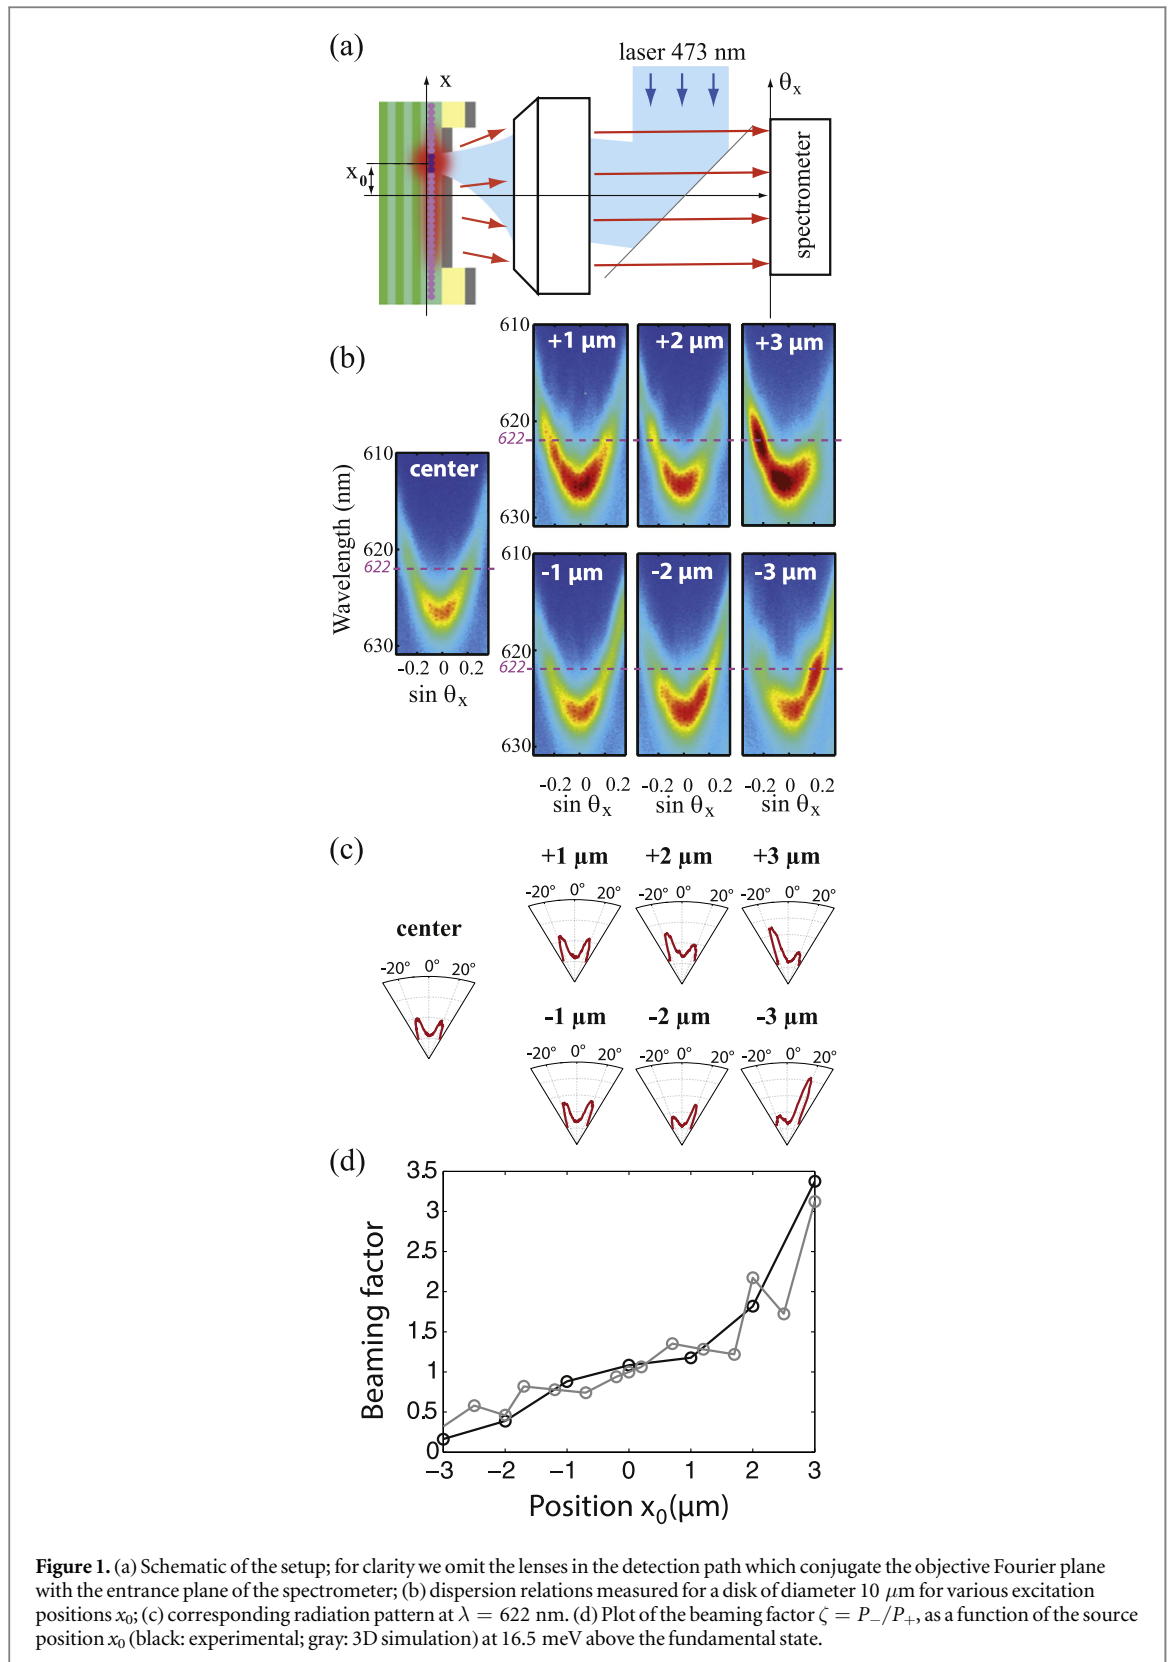 (a)
laser 473 nm
x
θx
x0
spectrometer
(b)
Wavelength (nm)
610
620
622
630
center
-0.2 0 0.2
sin θx
610
620
622
630
+1 µm
+2 µm
+3 µm
610
620
622
630
-1 µm
-2 µm
-3 µm
-0.2 0 0.2
-0.2 0 0.2
-0.2 0 0.2
sin θx
sin θx
sin θx
(c)
center
-20° 0° 20°
+1 µm
+2 µm
+3 µm
-20° 0° 20°
-20° 0° 20°
-20° 0° 20°
-1 µm
-2 µm
-3 µm
-20° 0° 20°
-20° 0° 20°
-20° 0° 20°
(d)
Beaming factor
3.5
3
2.5
2
1.5
1
0.5
0
−3 −2 −1 0 1 2 3
Position x0(µm)
Figure 1. (a) Schematic of the setup; for clarity we omit the lenses in the detection path which conjugate the objective Fourier plane
with the entrance plane of the spectrometer; (b) dispersion relations measured for a disk of diameter 10 µm for various excitation
positions x0; (c) corresponding radiation pattern at λ = 622 nm. (d) Plot of the beaming factor ζ = P−/P+, as a function of the source
position x0 (black: experimental; gray: 3D simulation) at 16.5 meV above the fundamental state.